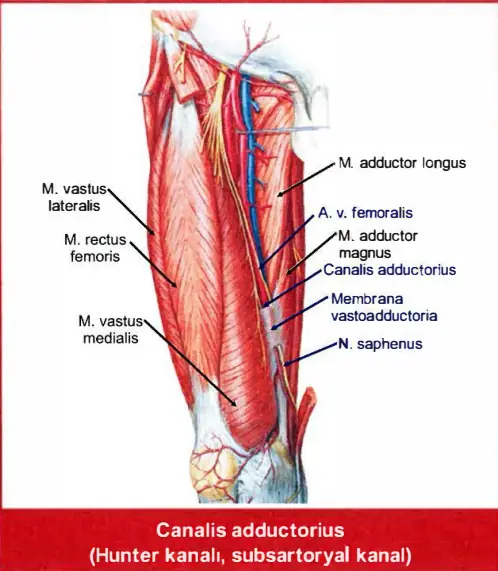 M. adductor longus
M. vastus
lateralis
A. v. femoralis
M. rectus
femoris
M. adductor
magnus
Canalis adductorius
Membrana
vastoadductoria
M. vastus
medialis
N. saphenus
Canalis adductorius
(Hunter kanalı, subsartoryal kanal)